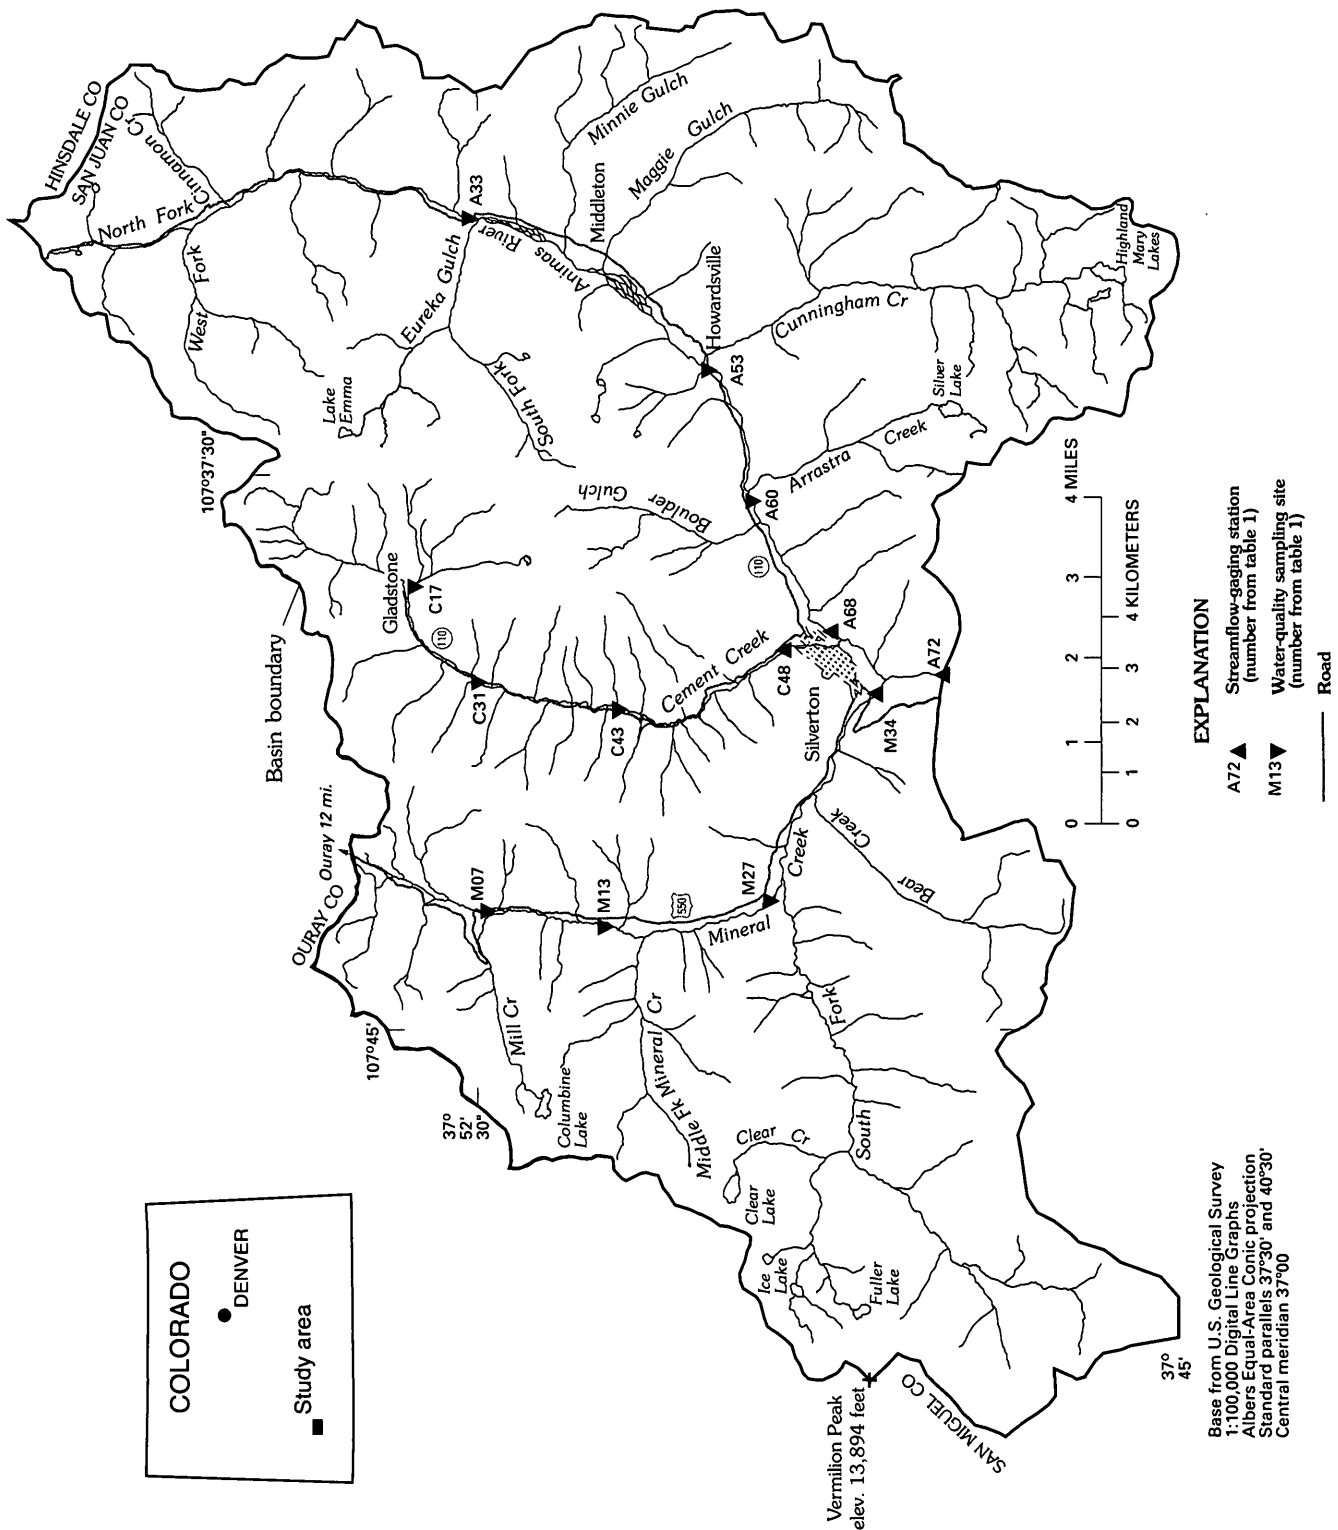 COLORADO
DENVER
Study area
HINSDALE CO
SAN JUAN CO
Cinnamon Cr
North Fork
West Fork
107°37'30"
Lake
Emma
Eureka Gulch
South Fork
A33
River
Animas
Middleton
Minnie Gulch
Maggie Gulch
Howardsville
A53
Cunningham Cr
Highland
Mary
Lakes
Silver
Lake
Arrastra Creek
A60
Boulder Gulch
110
Gladstone
C17
110
Basin boundary
C31
C43
Cement Creek
C48
A68
A72
Silverton
M34
Ouray 12 mi.
OURAY CO
M07
M13
550
M27
Mineral Creek
Bear Creek
107°45'
37°
52'
30"
Mill Cr
Columbine
Lake
Middle Fk Mineral Cr
South Fork
Clear Cr
Clear
Lake
Ice
Lake
Fuller
Lake
Vermilion Peak
elev. 13,894 feet
SAN MIGUEL CO
37°
45'
0 1 2 3 4 MILES
0 1 2 3 4 KILOMETERS
EXPLANATION
A72 Streamflow-gaging station
(number from table 1)
M13 Water-quality sampling site
(number from table 1)
Road
Base from U.S. Geological Survey
1:100,000 Digital Line Graphs
Albers Equal-Area Conic projection
Standard parallels 37°30' and 40°30'
Central meridian 37°00